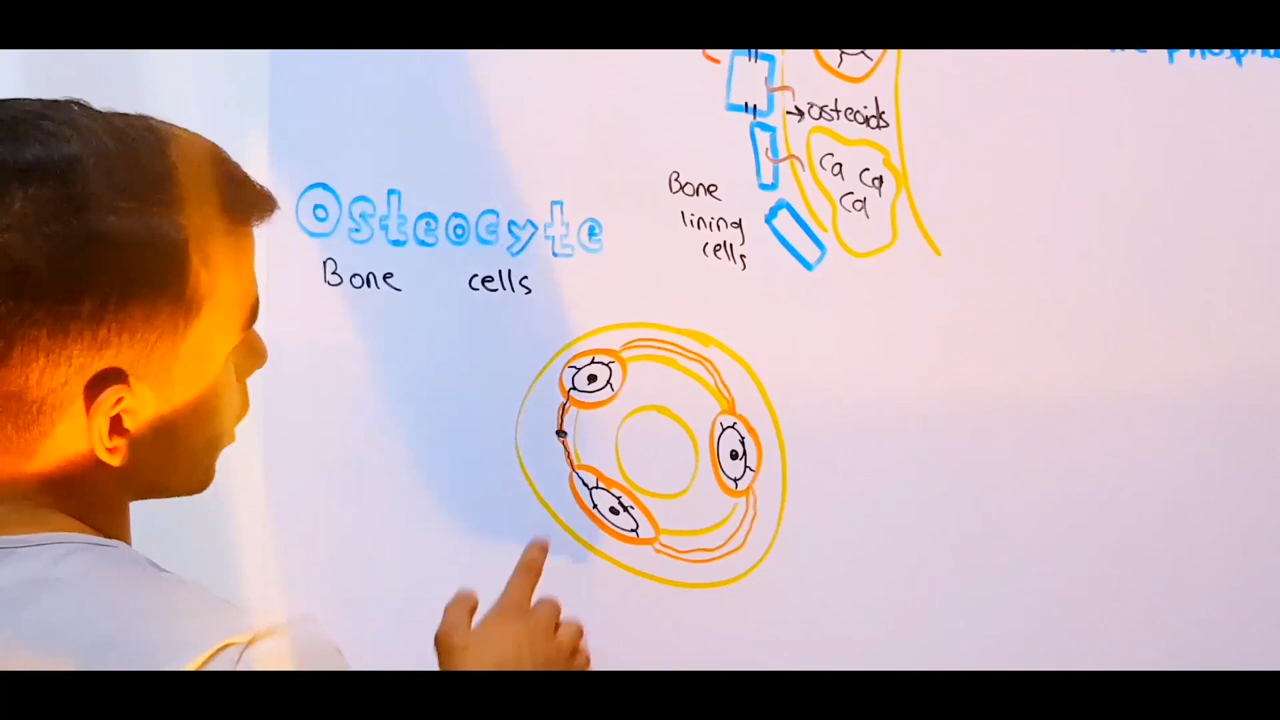 osteoids
Ca Ca
Ca
Bone
lining
cells
Osteocyte
Bone cells